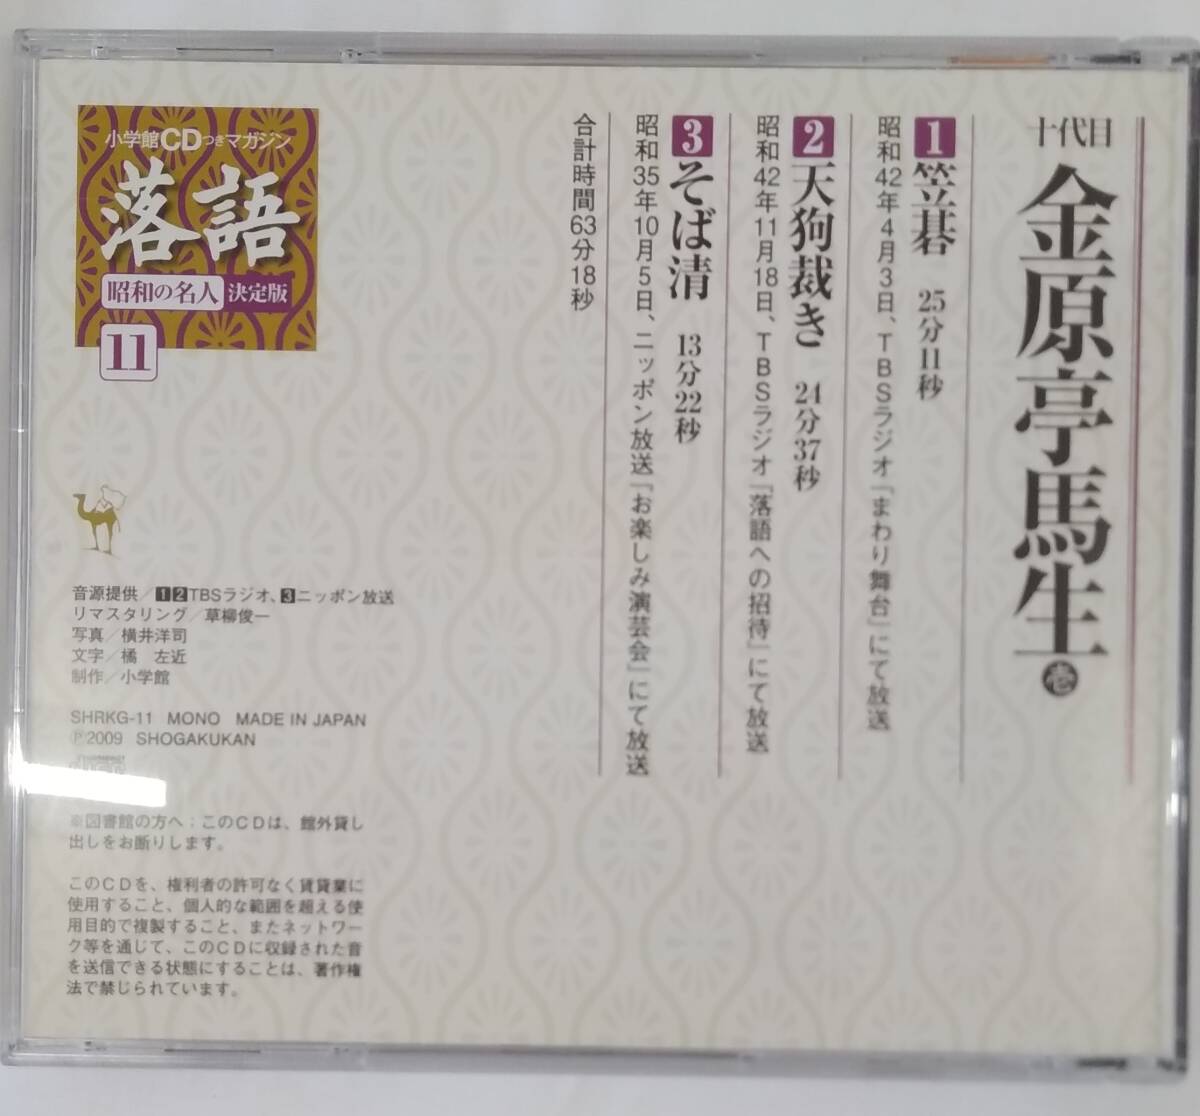 十代目
金原亭馬生 壱
1 笠碁 25分11秒
昭和42年4月3日、TBSラジオ「まわり舞台」にて放送
2 天狗裁き 24分37秒
昭和42年11月18日、TBSラジオ「落語への招待」にて放送
3 そば清 13分22秒
昭和35年10月5日、ニッポン放送「お楽しみ演芸会」にて放送
合計時間63分18秒
小学館CDつきマガジン
落語
昭和の名人 決定版
11
音源提供/1 2 TBSラジオ、3 ニッポン放送
リマスタリング/草柳俊一
写真/横井洋司
文字/橘 左近
制作/小学館
SHRKG-11 MONO MADE IN JAPAN
Ⓟ2009 SHOGAKUKAN
※図書館の方へ:このCDは、館外貸し
出しをお断りします。
このCDを、権利者の許可なく賃貸業に
使用すること、個人的な範囲を超える使
用目的で複製すること、またネットワー
ク等を通じて、このCDに収録された音
を送信できる状態にすることは、著作権
法で禁じられています。